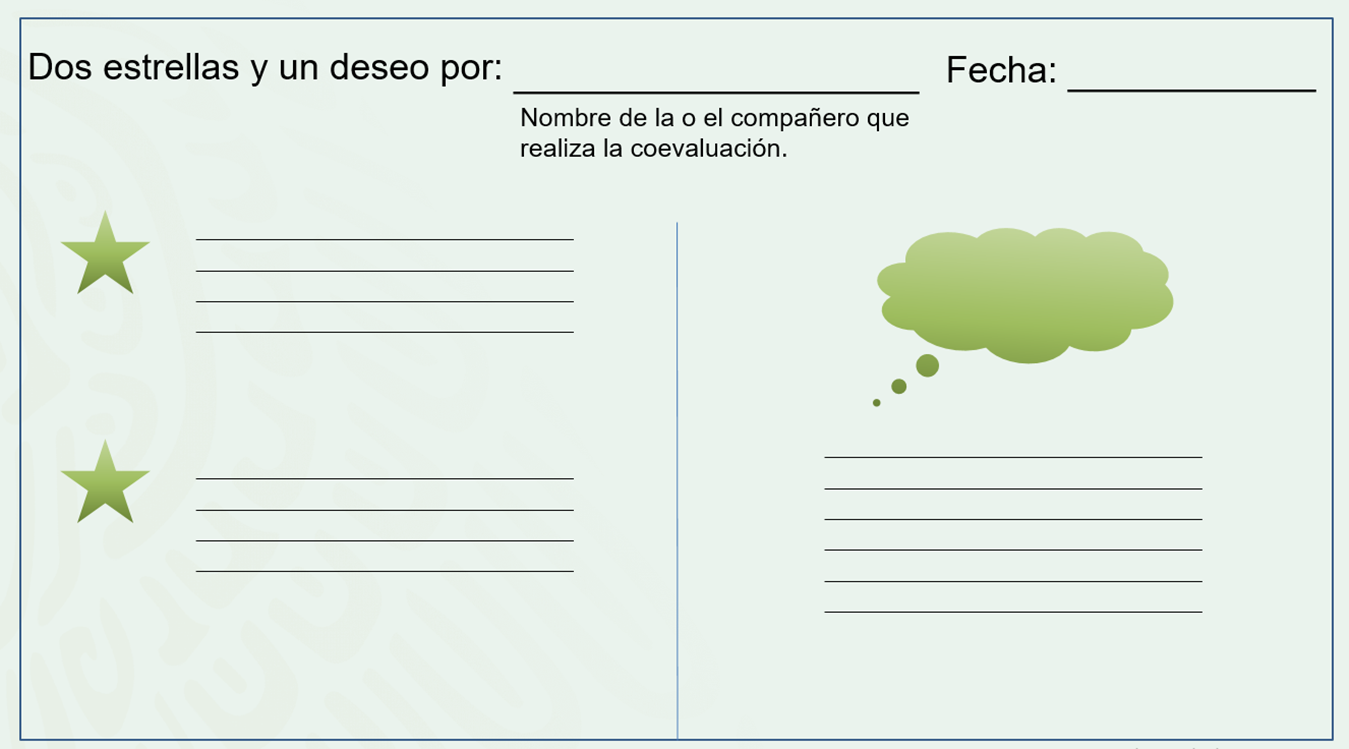 Dos estrellas y un deseo por:
Fecha:
Nombre de la o el compañero que
realiza la coevaluación.